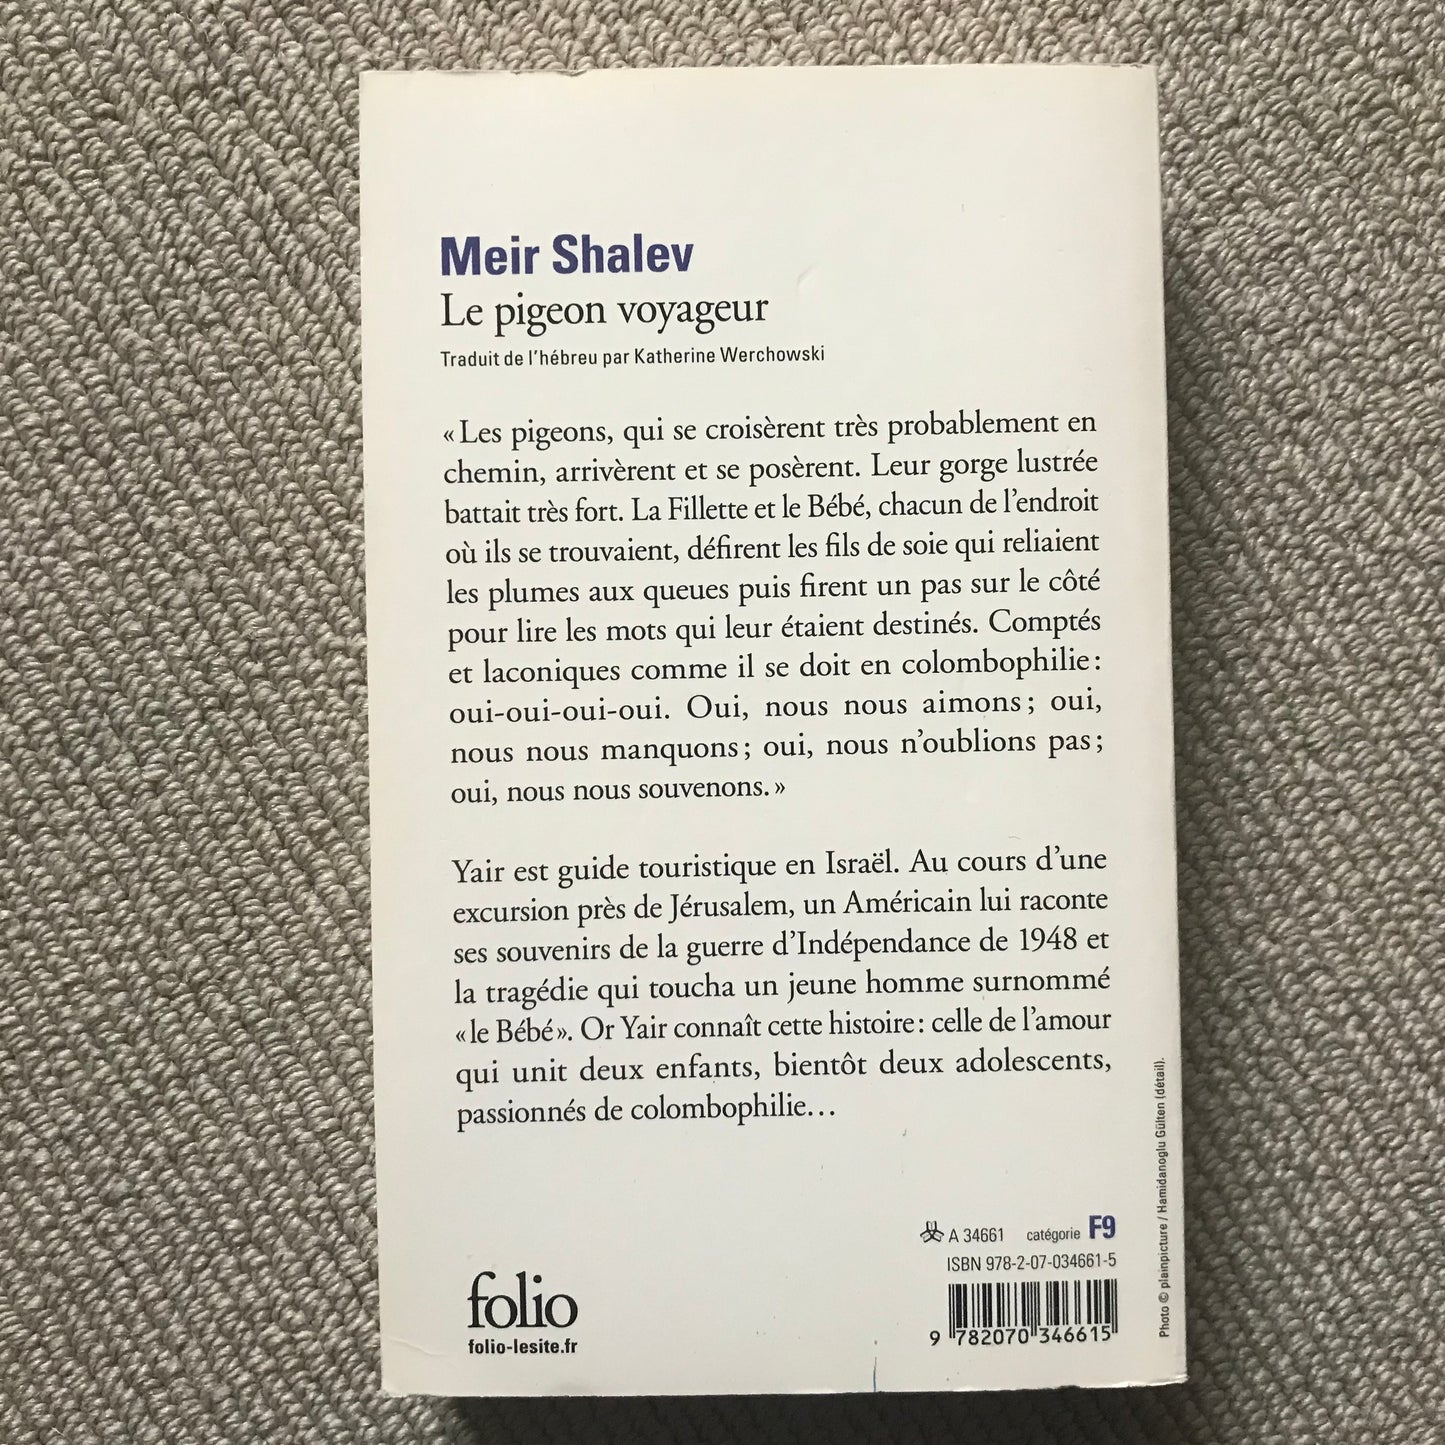 Meir Shalev
Le pigeon voyageur
Traduit de l'hébreu par Katherine Werchowski
« Les pigeons, qui se croisèrent très probablement en
chemin, arrivèrent et se posèrent. Leur gorge lustrée
battait très fort. La Fillette et le Bébé, chacun de l'endroit
où ils se trouvaient, défirent les fils de soie qui reliaient
les plumes aux queues puis firent un pas sur le côté
pour lire les mots qui leur étaient destinés. Comptés
et laconiques comme il se doit en colombophilie :
oui-oui-oui-oui. Oui, nous nous aimons ; oui,
nous nous manquons ; oui, nous n'oublions pas ;
oui, nous nous souvenons. »
Yair est guide touristique en Israël. Au cours d'une
excursion près de Jérusalem, un Américain lui raconte
ses souvenirs de la guerre d'Indépendance de 1948 et
la tragédie qui toucha un jeune homme surnommé
« le Bébé ». Or Yair connaît cette histoire : celle de l'amour
qui unit deux enfants, bientôt deux adolescents,
passionnés de colombophilie...
A 34661 catégorie F9
ISBN 978-2-07-034661-5
9 782070 346615
folio
folio-lesite.fr
Photo © plainpicture / Hamidanoglu Gülten (détail).